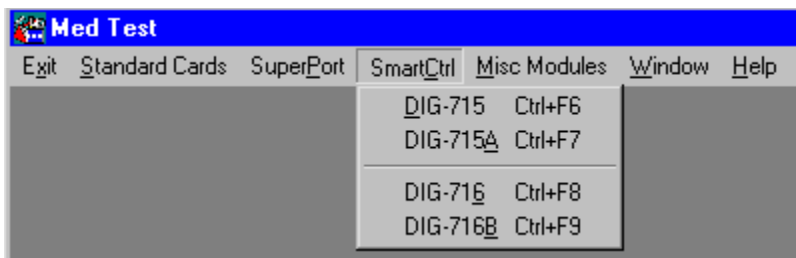 Med Test
Exit Standard Cards SuperPort SmartCtrl Misc Modules Window Help
DIG-715 Ctrl+F6
DIG-715A Ctrl+F7
DIG-716 Ctrl+F8
DIG-716B Ctrl+F9